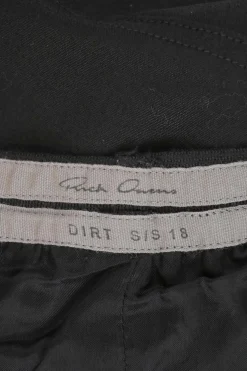 Rick Owens
DIRT S/S 18